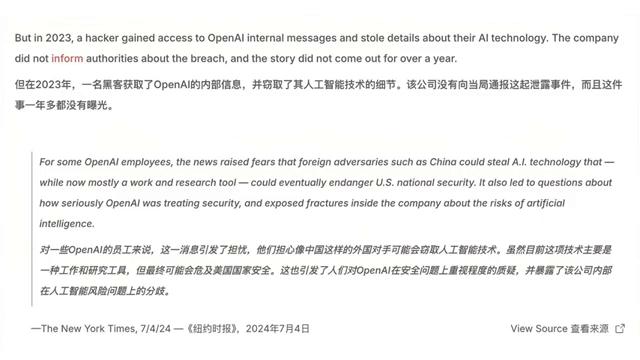 But in 2023, a hacker gained access to OpenAI internal messages and stole details about their AI technology. The company
did not inform authorities about the breach, and the story did not come out for over a year.
但在2023年，一名黑客获取了OpenAI的内部信息，并窃取了其人工智能技术的细节。该公司没有向当局通报这起泄露事件，而且这件
事一年多都没有曝光。
For some OpenAI employees, the news raised fears that foreign adversaries such as China could steal A.I. technology that —
while now mostly a work and research tool — could eventually endanger U.S. national security. It also led to questions about
how seriously OpenAI was treating security, and exposed fractures inside the company about the risks of artificial
intelligence.
对一些OpenAI的员工来说，这一消息引发了担忧，他们担心像中国这样的外国对手可能会窃取人工智能技术。虽然目前这项技术主要是
一种工作和研究工具，但最终可能会危及美国国家安全。这也引发了人们对OpenAI在安全问题上重视程度的质疑，并暴露了该公司内部
在人工智能风险问题上的分歧。
—The New York Times, 7/4/24 —《纽约时报》，2024年7月4日
View Source 查看来源